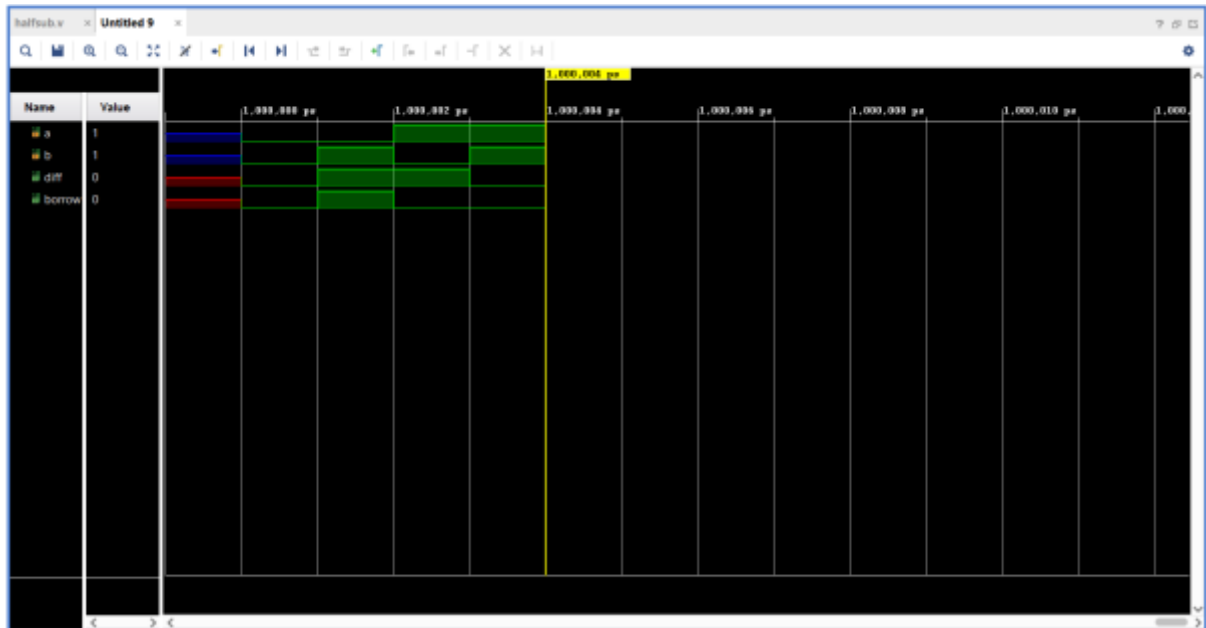 halfsub.v × Untitled 9 ×
1,000,004 ps
Name Value
1,000,000 ps 1,000,002 ps 1,000,004 ps 1,000,006 ps 1,000,008 ps 1,000,010 ps 1,000,
a 1
b 1
diff 0
borrow 0